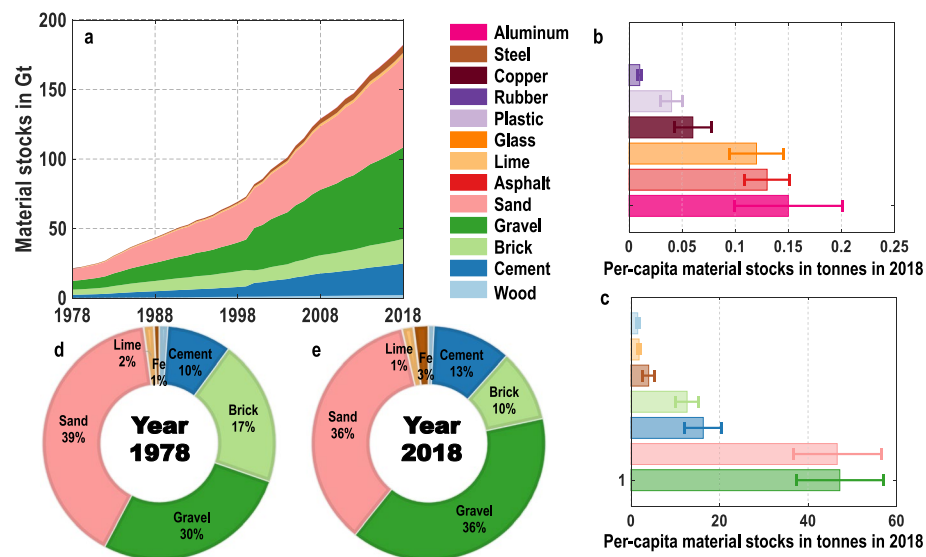 a
Material stocks in Gt
200
150
100
50
0
1978
1988
1998
2008
2018
Aluminum
Steel
Copper
Rubber
Plastic
Glass
Lime
Asphalt
Sand
Gravel
Brick
Cement
Wood
b
0
0.05
0.1
0.15
0.2
0.25
Per-capita material stocks in tonnes in 2018
c
1
0
20
40
60
Per-capita material stocks in tonnes in 2018
d
Lime
2%
Fe
1%
Cement
10%
Brick
17%
Gravel
30%
Sand
39%
Year
1978
e
Lime
1%
Fe
3%
Cement
13%
Brick
10%
Gravel
36%
Sand
36%
Year
2018